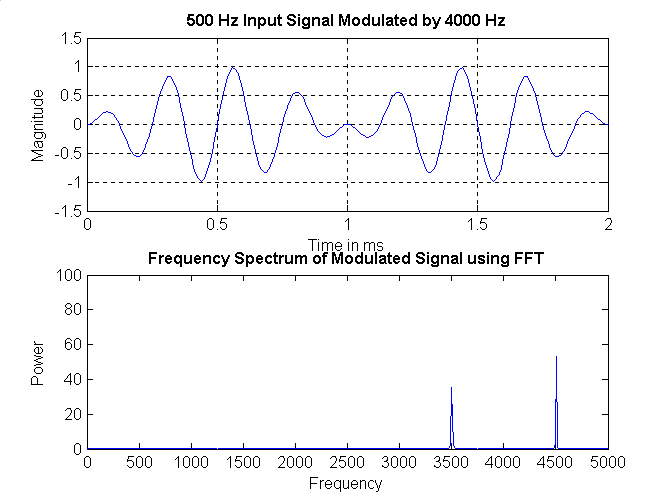 500 Hz Input Signal Modulated by 4000 Hz
1.5
1
0.5
0
-0.5
-1
-1.5
Magnitude
0 0.5 1 1.5 2
Time in ms
Frequency Spectrum of Modulated Signal using FFT
100
80
60
40
20
0
Power
0 500 1000 1500 2000 2500 3000 3500 4000 4500 5000
Frequency